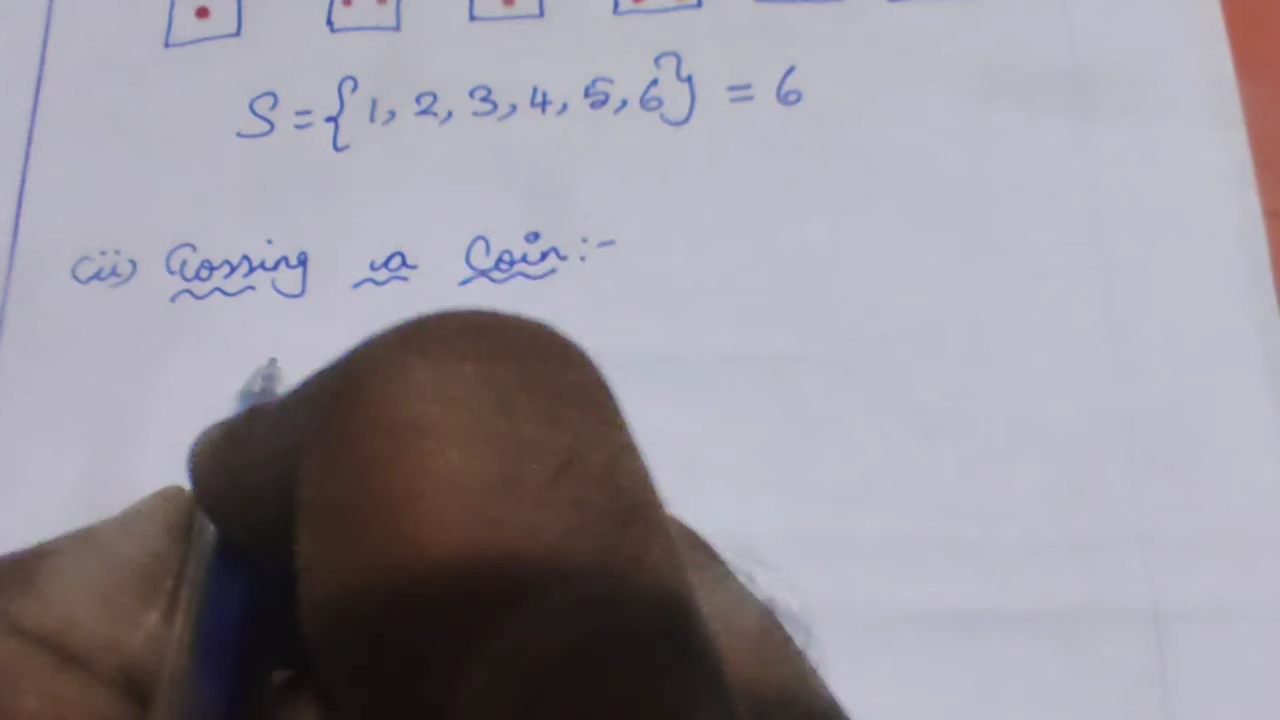 S = {1, 2, 3, 4, 5, 6} = 6
(ii) Tossing a Coin :-